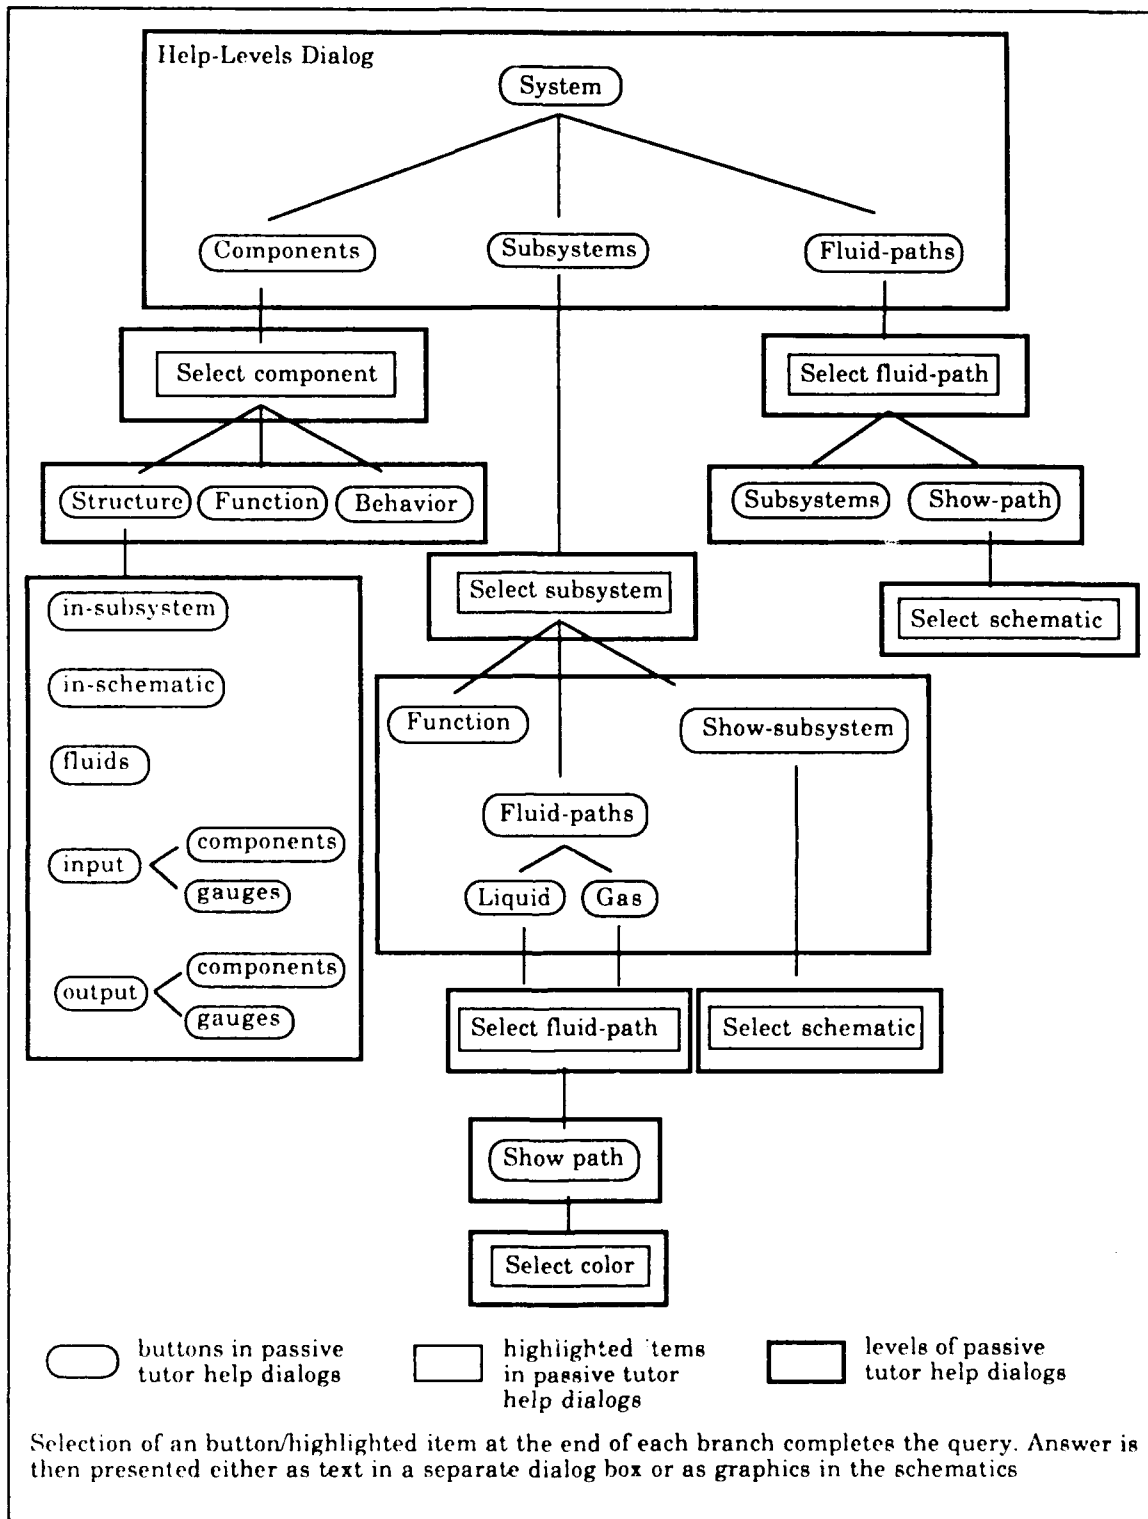 Help-Levels Dialog
System
Components
Subsystems
Fluid-paths
Select component
Select fluid-path
Structure
Function
Behavior
Subsystems
Show-path
Select subsystem
Select schematic
in-subsystem
in-schematic
fluids
input
components
gauges
output
components
gauges
Function
Show-subsystem
Fluid-paths
Liquid
Gas
Select fluid-path
Select schematic
Show path
Select color
buttons in passive
tutor help dialogs
highlighted tems
in passive tutor
help dialogs
levels of passive
tutor help dialogs
Selection of an button/highlighted item at the end of each branch completes the query. Answer is
then presented either as text in a separate dialog box or as graphics in the schematics